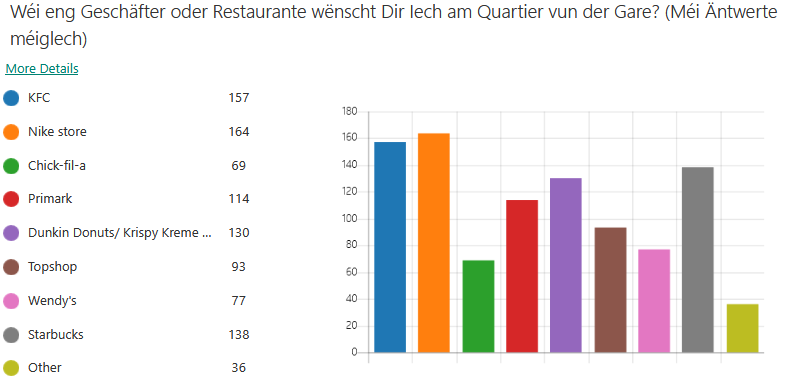 Wéi eng Geschäfter oder Restaurante wënscht Dir Iech am Quartier vun der Gare? (Méi Äntwerte
méiglech)
More Details
KFC 157
Nike store 164
Chick-fil-a 69
Primark 114
Dunkin Donuts/ Krispy Kreme ... 130
Topshop 93
Wendy's 77
Starbucks 138
Other 36
180
160
140
120
100
80
60
40
20
0